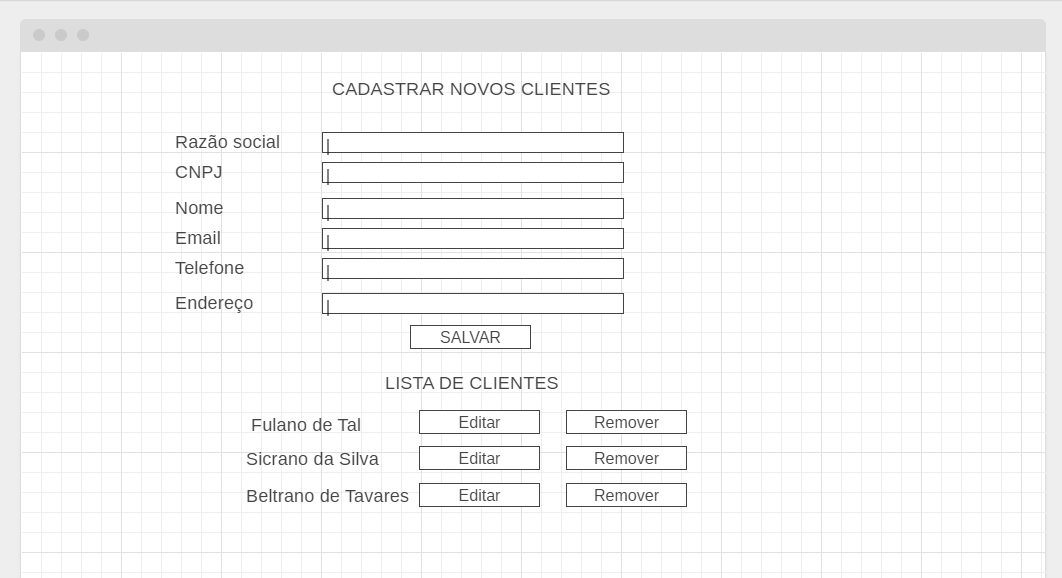 CADASTRAR NOVOS CLIENTES
Razão social
CNPJ
Nome
Email
Telefone
Endereço
SALVAR
LISTA DE CLIENTES
Fulano de Tal Editar Remover
Sicrano da Silva Editar Remover
Beltrano de Tavares Editar Remover